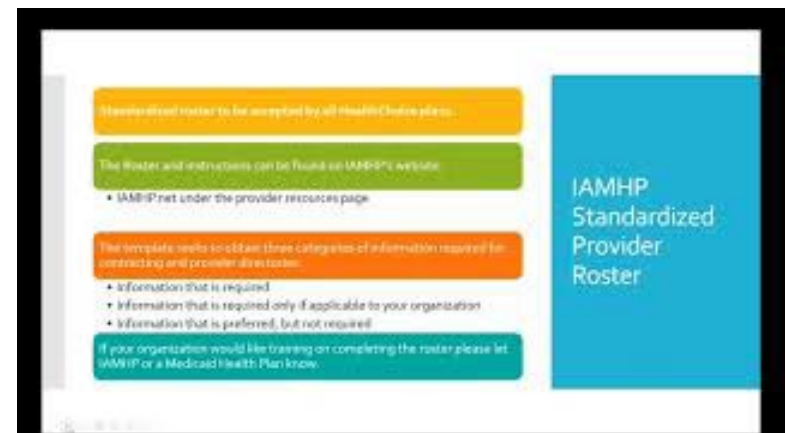 Standardized roster to be accepted by all HealthChoice plans.
The Roster and instructions can be found on IAMHP's website
• IAMHP.net under the provider resources page
The template seeks to obtain three categories of information required for
contracting and provider directories:
• Information that is required
• Information that is required only if applicable to your organization
• Information that is preferred, but not required
If your organization would like training on completing the roster please let
IAMHP or a Medicaid Health Plan know.
IAMHP
Standardized
Provider
Roster